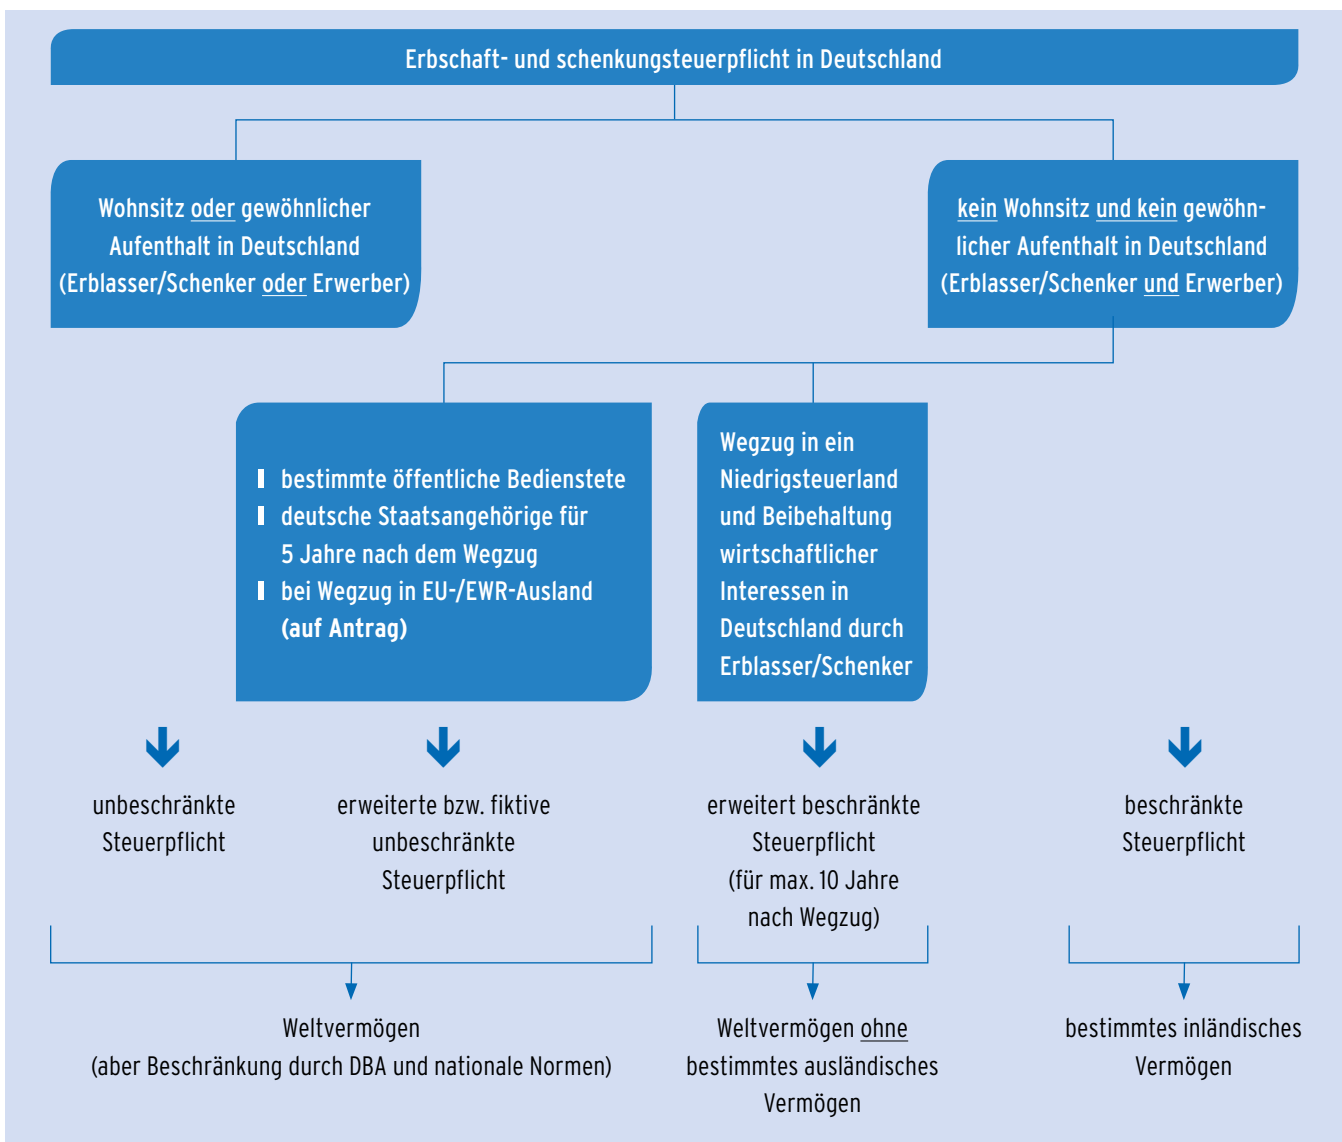 Erbschaft- und schenkungsteuerpflicht in Deutschland
Wohnsitz oder gewöhnlicher
Aufenthalt in Deutschland
(Erblasser/Schenker oder Erwerber)
kein Wohnsitz und kein gewöhn-
licher Aufenthalt in Deutschland
(Erblasser/Schenker und Erwerber)
bestimmte öffentliche Bedienstete
deutsche Staatsangehörige für
5 Jahre nach dem Wegzug
bei Wegzug in EU-/EWR-Ausland
(auf Antrag)
Wegzug in ein
Niedrigsteuerland
und Beibehaltung
wirtschaftlicher
Interessen in
Deutschland durch
Erblasser/Schenker
unbeschränkte
Steuerpflicht
erweiterte bzw. fiktive
unbeschränkte
Steuerpflicht
erweitert beschränkte
Steuerpflicht
(für max. 10 Jahre
nach Wegzug)
beschränkte
Steuerpflicht
Weltvermögen
(aber Beschränkung durch DBA und nationale Normen)
Weltvermögen ohne
bestimmtes ausländisches
Vermögen
bestimmtes inländisches
Vermögen